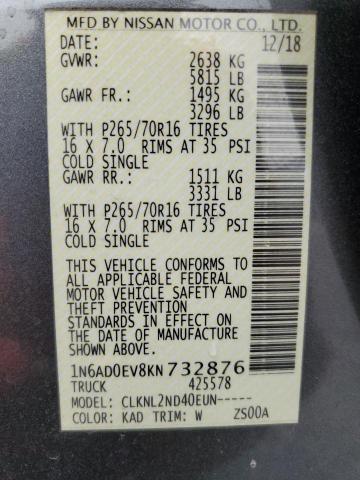 MFD BY NISSAN MOTOR CO., LTD.
DATE: 12/18
GVWR: 2638 KG
5815 LB
GAWR FR.: 1495 KG
3296 LB
WITH P265/70R16 TIRES
16 X 7.0 RIMS AT 35 PSI
COLD SINGLE
GAWR RR.: 1511 KG
3331 LB
WITH P265/70R16 TIRES
16 X 7.0 RIMS AT 35 PSI
COLD SINGLE
THIS VEHICLE CONFORMS TO
ALL APPLICABLE FEDERAL
MOTOR VEHICLE SAFETY AND
THEFT PREVENTION
STANDARDS IN EFFECT ON
THE DATE OF MANUFACTURE
SHOWN ABOVE.
1N6AD0EV8KN732876
TRUCK 425578
MODEL: CLKNL2ND40EUN-----
COLOR: KAD TRIM: W ZS00A